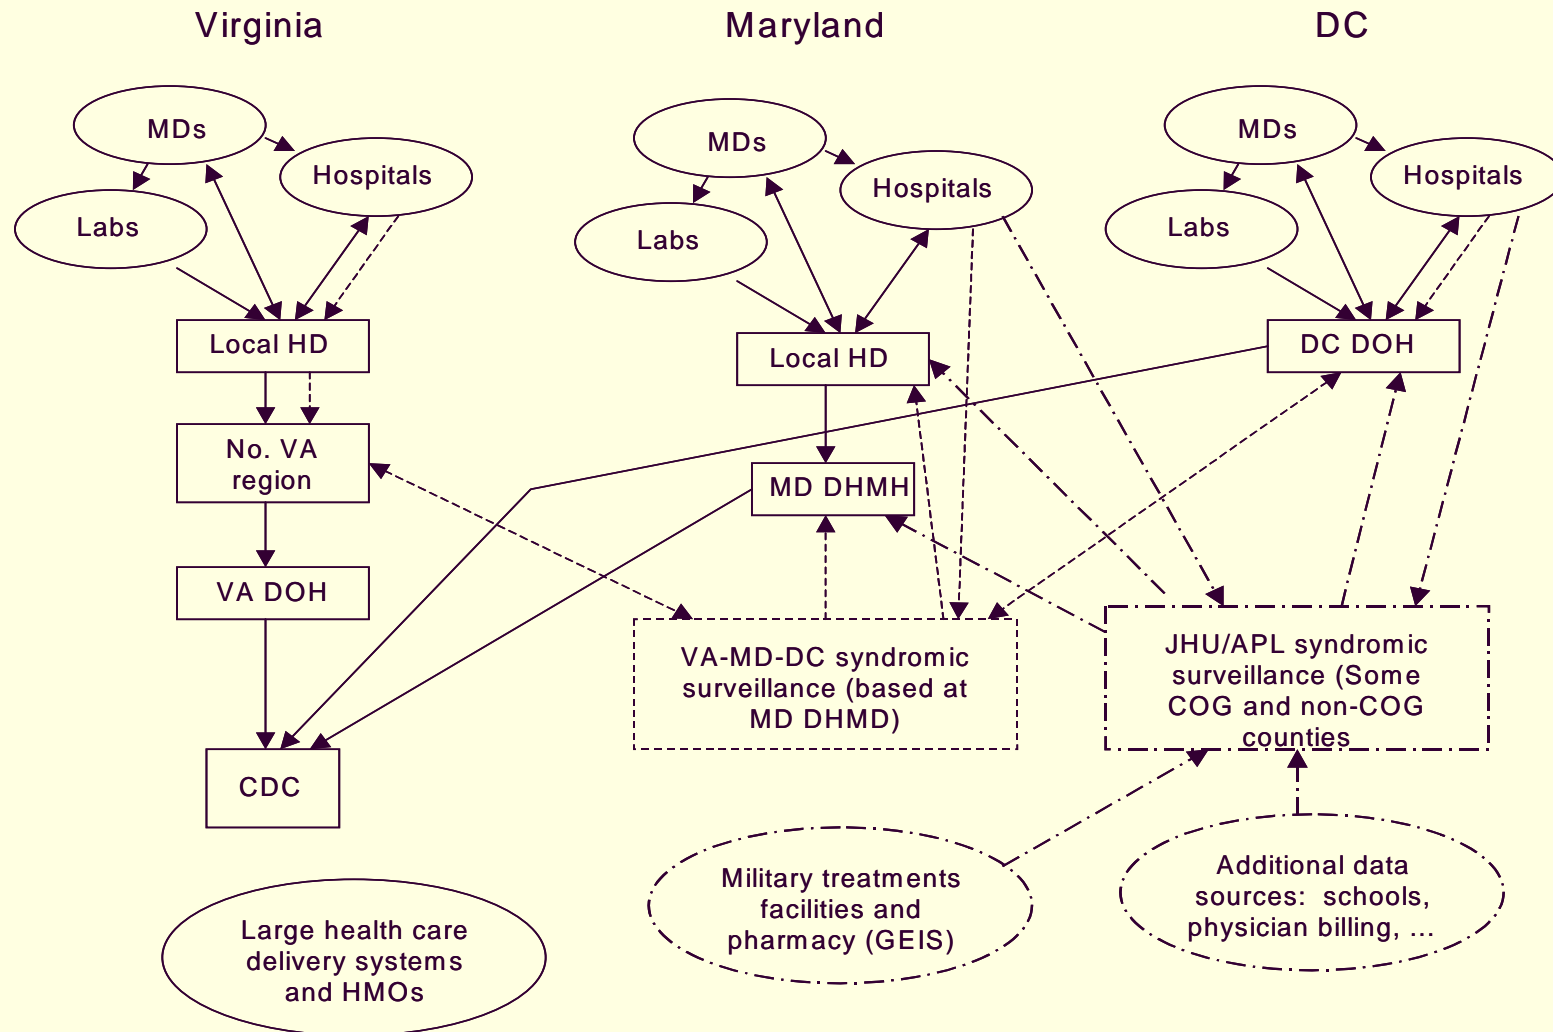 Virginia
Maryland
DC
MDs
Hospitals
Labs
Local HD
No. VA
region
VA DOH
CDC
Large health care
delivery systems
and HMOs
MDs
Hospitals
Labs
Local HD
MD DHMH
VA-MD-DC syndromic
surveillance (based at
MD DHMD)
Military treatments
facilities and
pharmacy (GEIS)
MDs
Hospitals
Labs
DC DOH
JHU/APL syndromic
surveillance (Some
COG and non-COG
counties
Additional data
sources: schools,
physician billing, ...